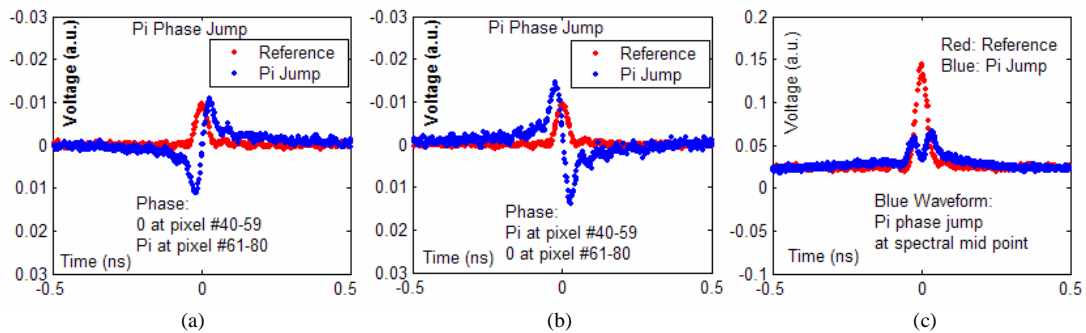 -0.03
-0.02
-0.01
0
0.01
0.02
0.03
Voltage (a.u.)
Pi Phase Jump
Reference
Pi Jump
Phase:
0 at pixel #40-59
Pi at pixel #61-80
Time (ns)
-0.5
0
0.5
(a)
-0.03
-0.02
-0.01
0
0.01
0.02
0.03
Voltage (a.u.)
Pi Phase Jump
Reference
Pi Jump
Phase:
Pi at pixel #40-59
0 at pixel #61-80
Time (ns)
-0.5
0
0.5
(b)
0.2
0.15
0.1
0.05
0
-0.05
-0.1
Voltage (a.u.)
Red: Reference
Blue: Pi Jump
Blue Waveform:
Pi phase jump
at spectral mid point
Time (ns)
-0.5
0
0.5
(c)